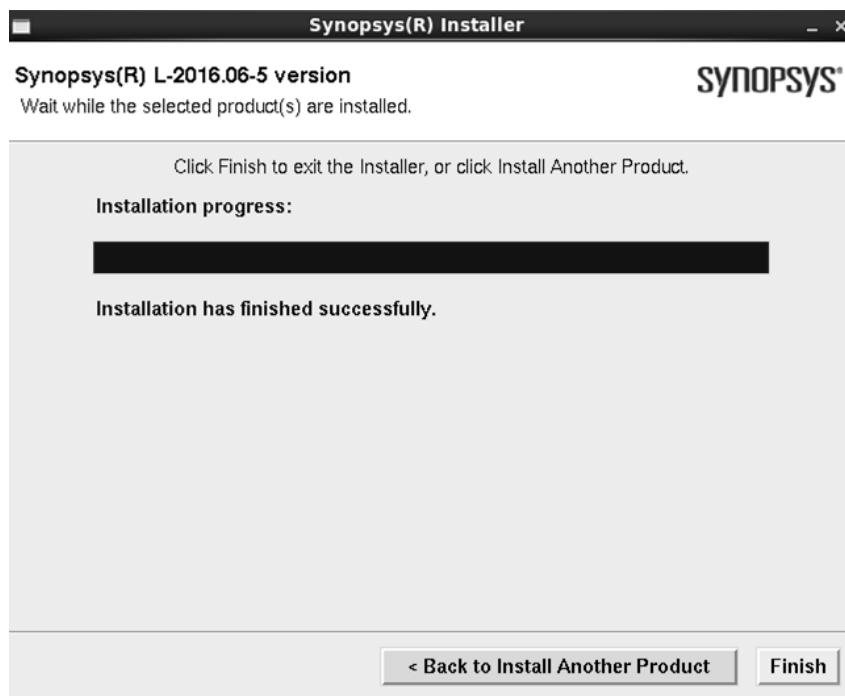 Synopsys(R) Installer
Synopsys(R) L-2016.06-5 version
SYNOPSYS®
Wait while the selected product(s) are installed.
Click Finish to exit the Installer, or click Install Another Product.
Installation progress:
Installation has finished successfully.
< Back to Install Another Product
Finish